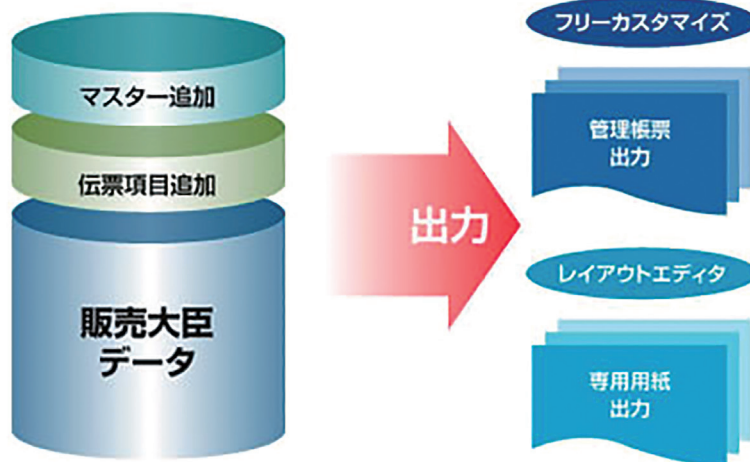 マスター追加
伝票項目追加
販売大臣
データ
出力
フリーカスタマイズ
管理帳票
出力
レイアウトエディタ
専用用紙
出力